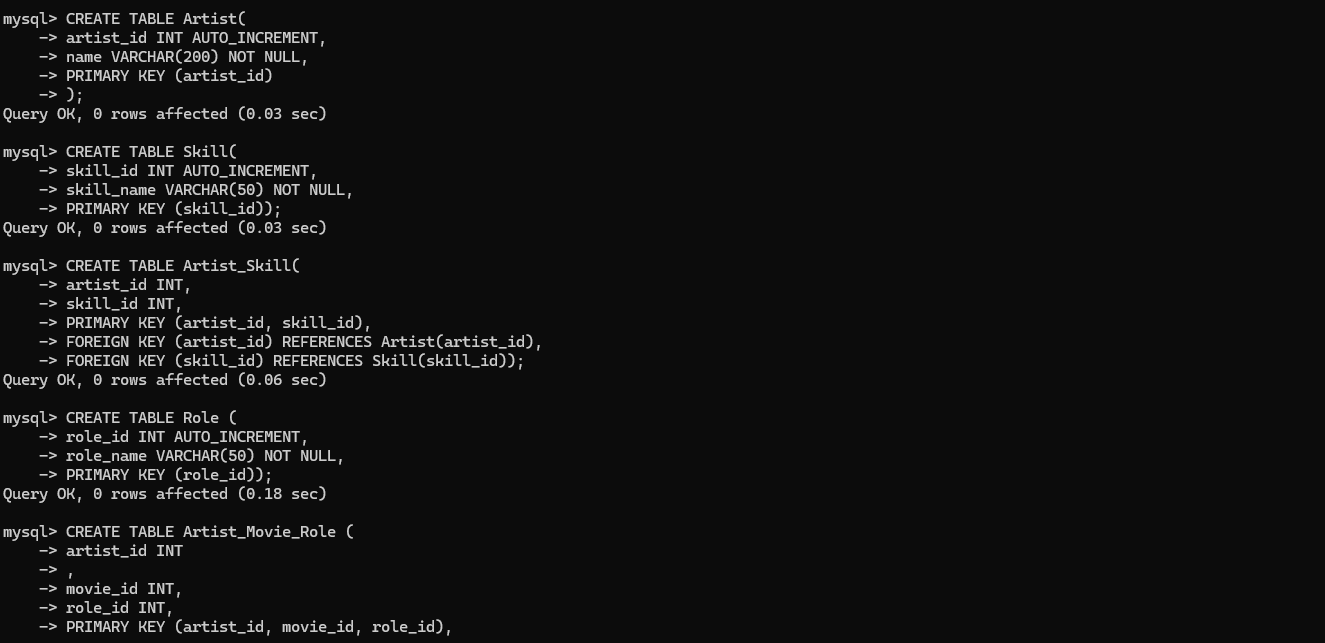 mysql> CREATE TABLE Artist(
    -> artist_id INT AUTO_INCREMENT,
    -> name VARCHAR(200) NOT NULL,
    -> PRIMARY KEY (artist_id)
    -> );
Query OK, 0 rows affected (0.03 sec)

mysql> CREATE TABLE Skill(
    -> skill_id INT AUTO_INCREMENT,
    -> skill_name VARCHAR(50) NOT NULL,
    -> PRIMARY KEY (skill_id));
Query OK, 0 rows affected (0.03 sec)

mysql> CREATE TABLE Artist_Skill(
    -> artist_id INT,
    -> skill_id INT,
    -> PRIMARY KEY (artist_id, skill_id),
    -> FOREIGN KEY (artist_id) REFERENCES Artist(artist_id),
    -> FOREIGN KEY (skill_id) REFERENCES Skill(skill_id));
Query OK, 0 rows affected (0.06 sec)

mysql> CREATE TABLE Role (
    -> role_id INT AUTO_INCREMENT,
    -> role_name VARCHAR(50) NOT NULL,
    -> PRIMARY KEY (role_id));
Query OK, 0 rows affected (0.18 sec)

mysql> CREATE TABLE Artist_Movie_Role (
    -> artist_id INT
    -> ,
    -> movie_id INT,
    -> role_id INT,
    -> PRIMARY KEY (artist_id, movie_id, role_id),